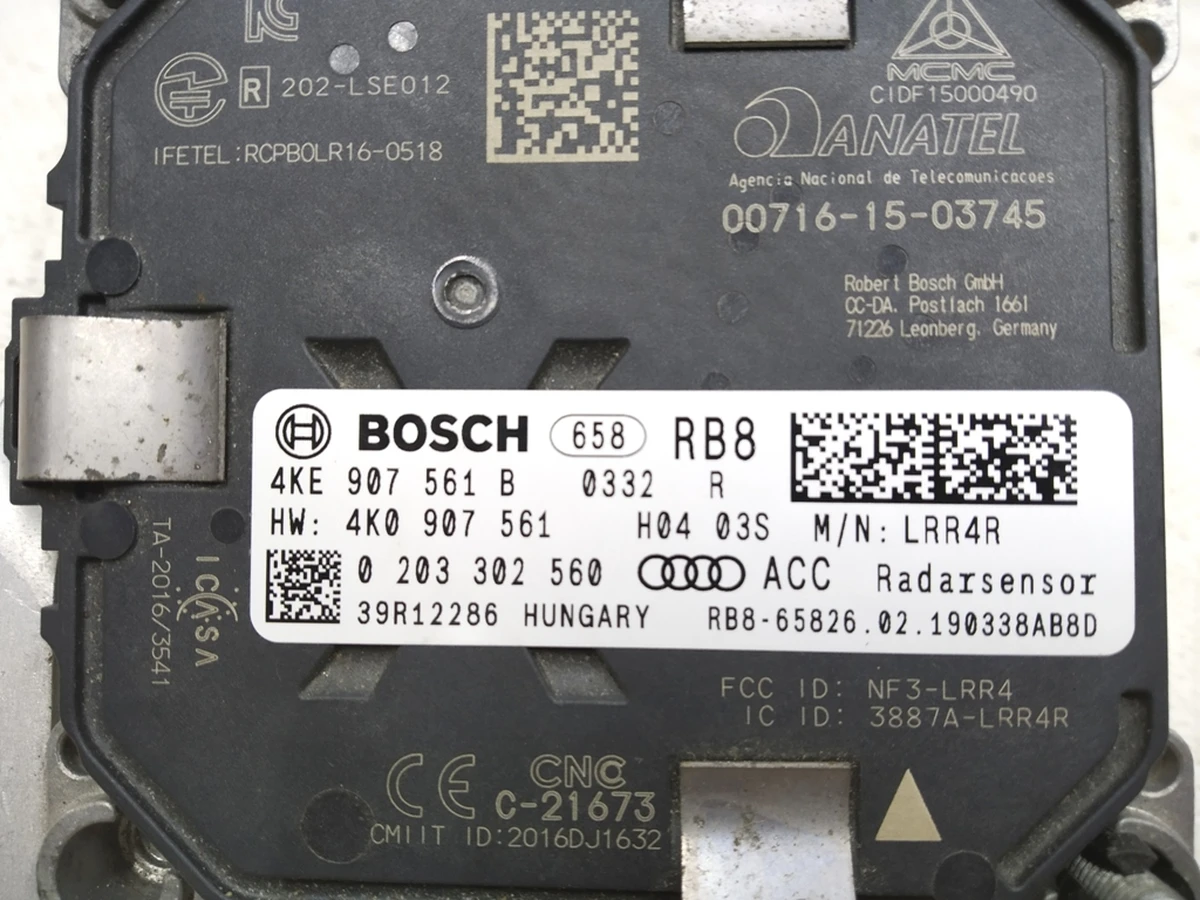 R 202-LSE012
IFETEL:RCPBOLR16-0518
MCMC
CIDF15000490
ANATEL
Agencia Nacional de Telecomunicacoes
00716-15-03745
Robert Bosch GmbH
CC-DA. Postfach 1661
71226 Leonberg. Germany
BOSCH 658 RB8
4KE 907 561 B 0332 R
HW: 4K0 907 561 H04 03S M/N: LRR4R
0 203 302 560 ACC Radarsensor
39R12286 HUNGARY RB8-65826.02.190338AB8D
TA-2016/3541
ICASA
FCC ID: NF3-LRR4
IC ID: 3887A-LRR4R
CE CNC
C-21673
CMIIT ID:2016DJ1632